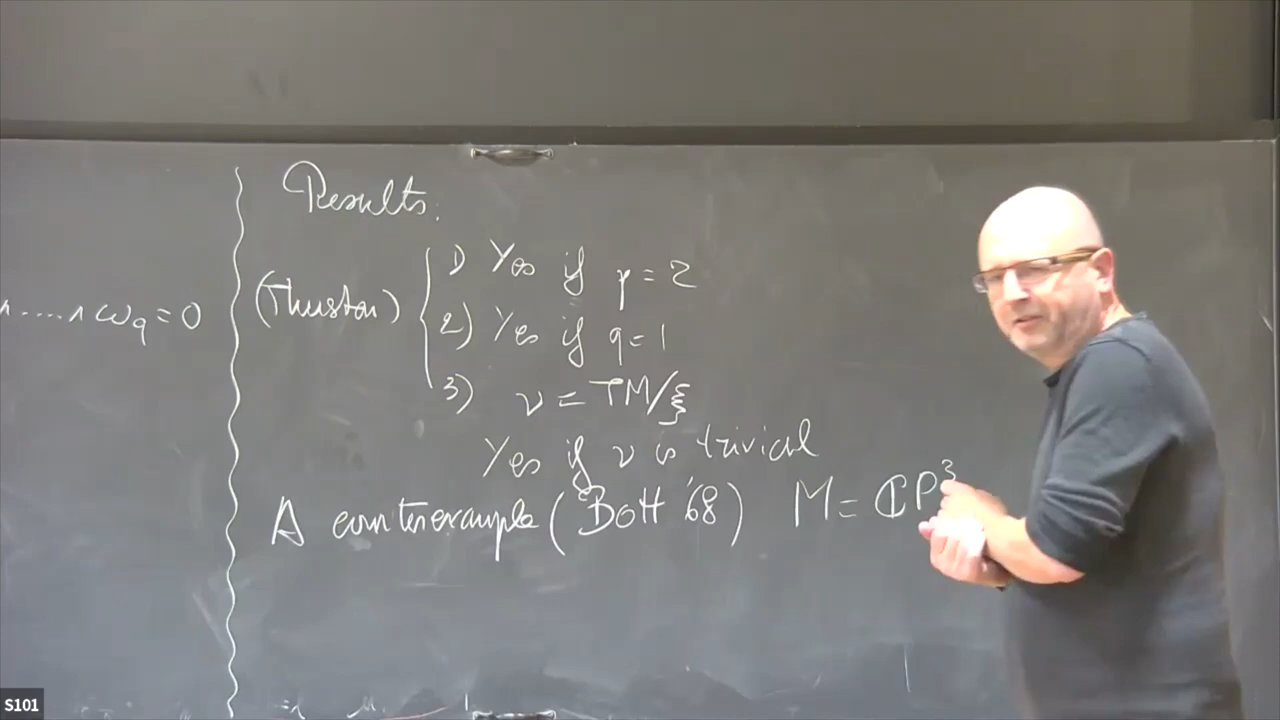 Results:
∧....∧ω_q = 0
(Thurston)
1) Yes if p = 2
2) Yes if q = 1
3) ν = TM/ξ
Yes if ν is trivial
A counterexample (Bott '68) M = ℂP³
S101